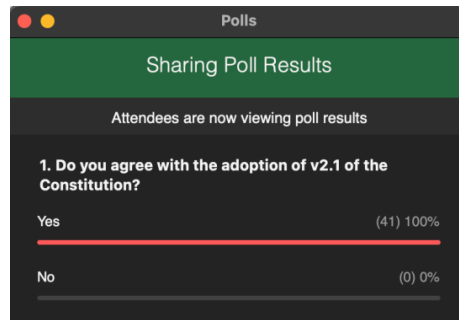 Polls
Sharing Poll Results
Attendees are now viewing poll results
1. Do you agree with the adoption of v2.1 of the
Constitution?
Yes (41) 100%
No (0) 0%